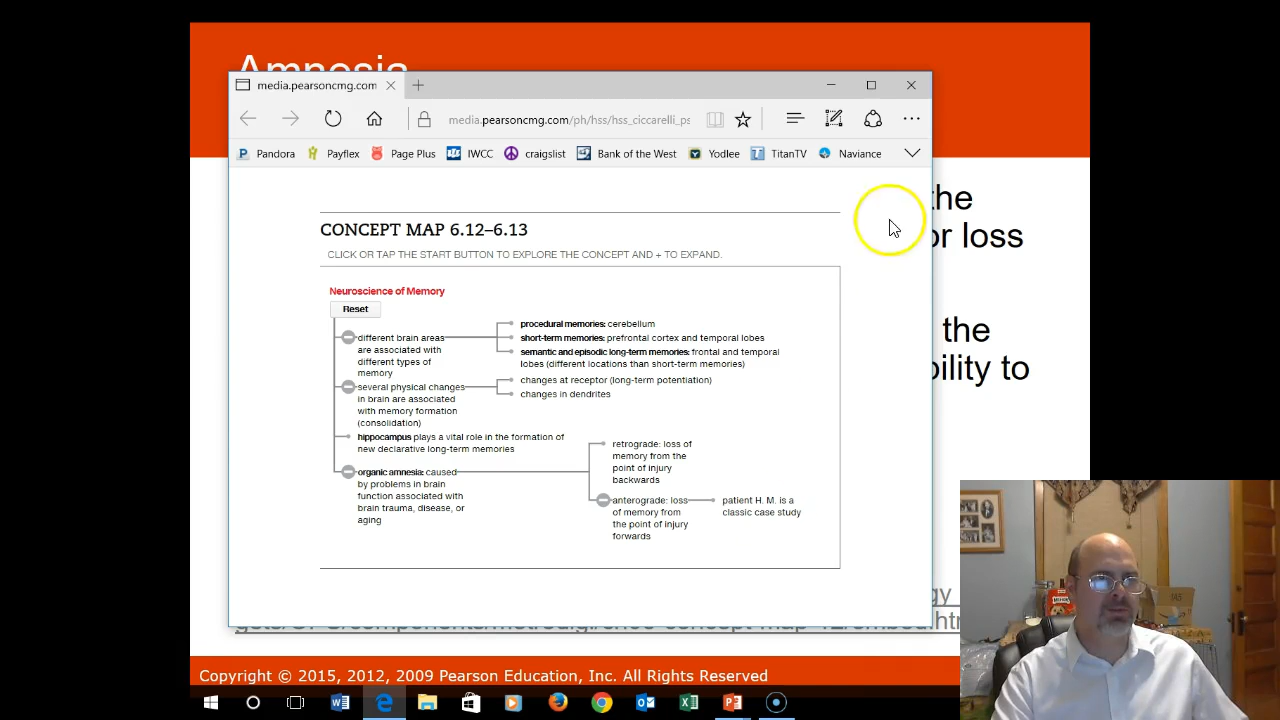 Amnesia
media.pearsoncmg.com
media.pearsoncmg.com/ph/hss/hss_ciccarelli_ps
Pandora Payflex Page Plus IWCC craigslist Bank of the West Yodlee TitanTV Naviance
the
or loss
the
bility to
CONCEPT MAP 6.12–6.13
CLICK OR TAP THE START BUTTON TO EXPLORE THE CONCEPT AND + TO EXPAND.
Neuroscience of Memory
Reset
different brain areas
are associated with
different types of
memory
procedural memories: cerebellum
short-term memories: prefrontal cortex and temporal lobes
semantic and episodic long-term memories: frontal and temporal
lobes (different locations than short-term memories)
several physical changes
in brain are associated
with memory formation
(consolidation)
changes at receptor (long-term potentiation)
changes in dendrites
hippocampus plays a vital role in the formation of
new declarative long-term memories
organic amnesia: caused
by problems in brain
function associated with
brain trauma, disease, or
aging
retrograde: loss of
memory from the
point of injury
backwards
anterograde: loss
of memory from
the point of injury
forwards
patient H. M. is a
classic case study
gy
Copyright © 2015, 2012, 2009 Pearson Education, Inc. All Rights Reserved